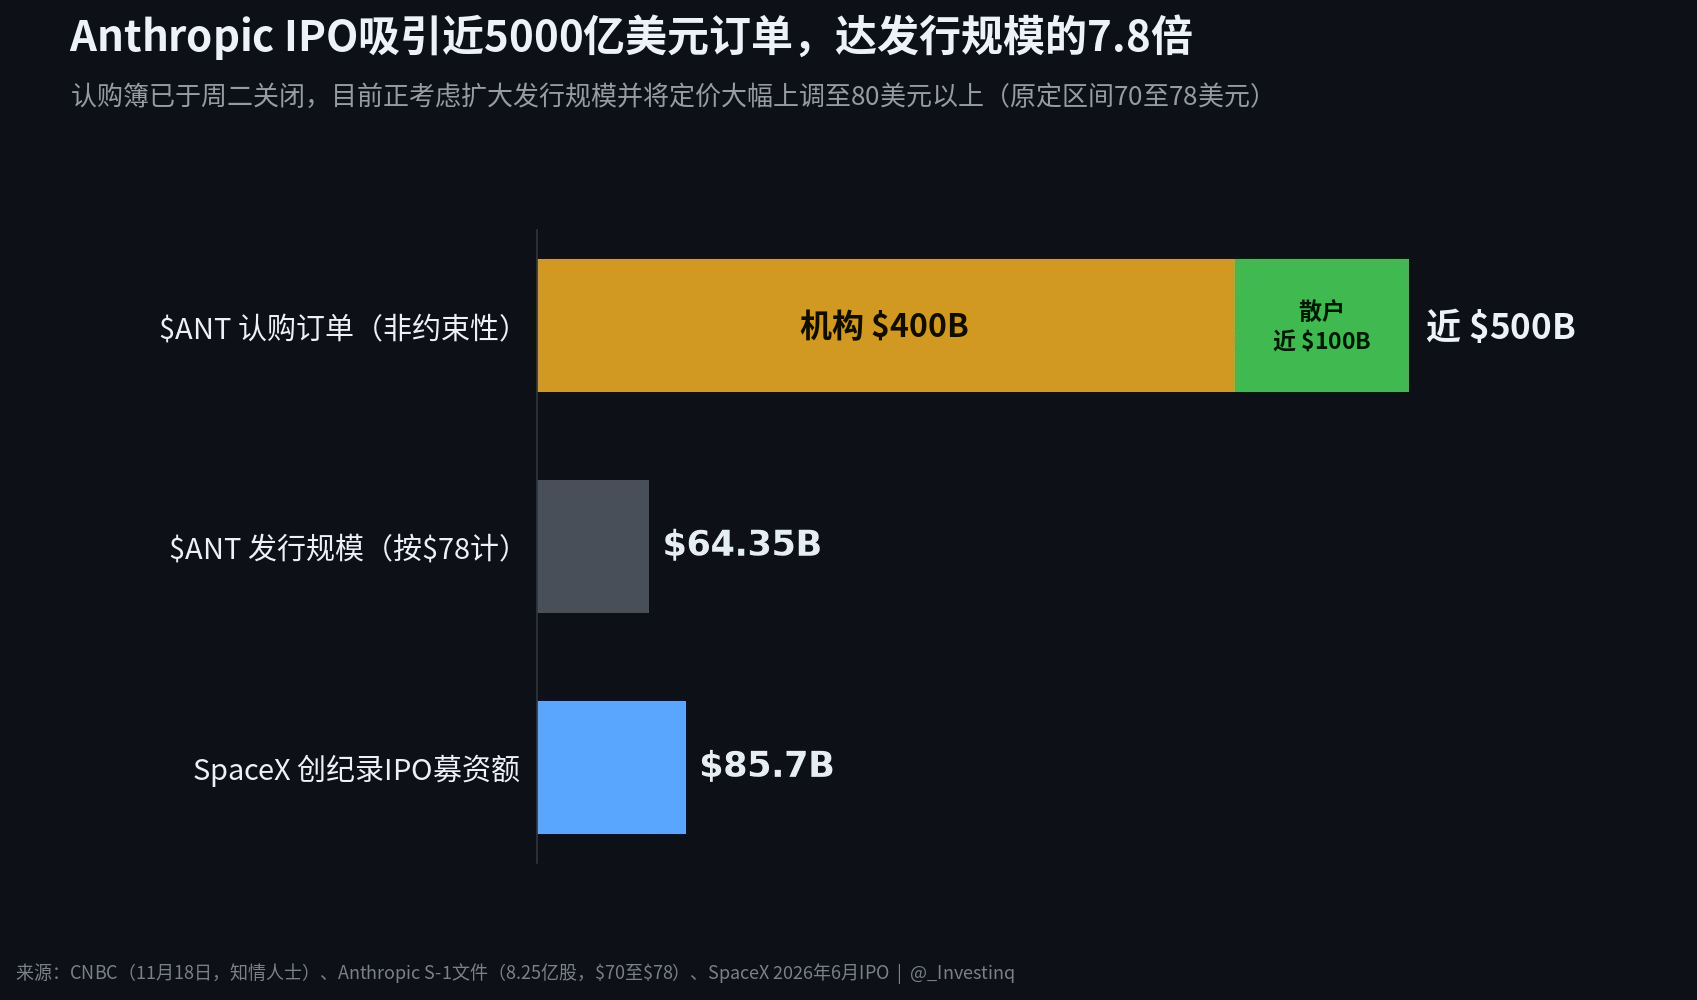 Anthropic IPO吸引近5000亿美元订单，达发行规模的7.8倍
认购簿已于周二关闭，目前正考虑扩大发行规模并将定价大幅上调至80美元以上（原定区间70至78美元）
$ANT 认购订单（非约束性）
机构 $400B
散户
近 $100B
近 $500B
$ANT 发行规模（按$78计）
$64.35B
SpaceX 创纪录IPO募资额
$85.7B
来源：CNBC（11月18日，知情人士）、Anthropic S-1文件（8.25亿股，$70至$78）、SpaceX 2026年6月IPO | @_Investinq